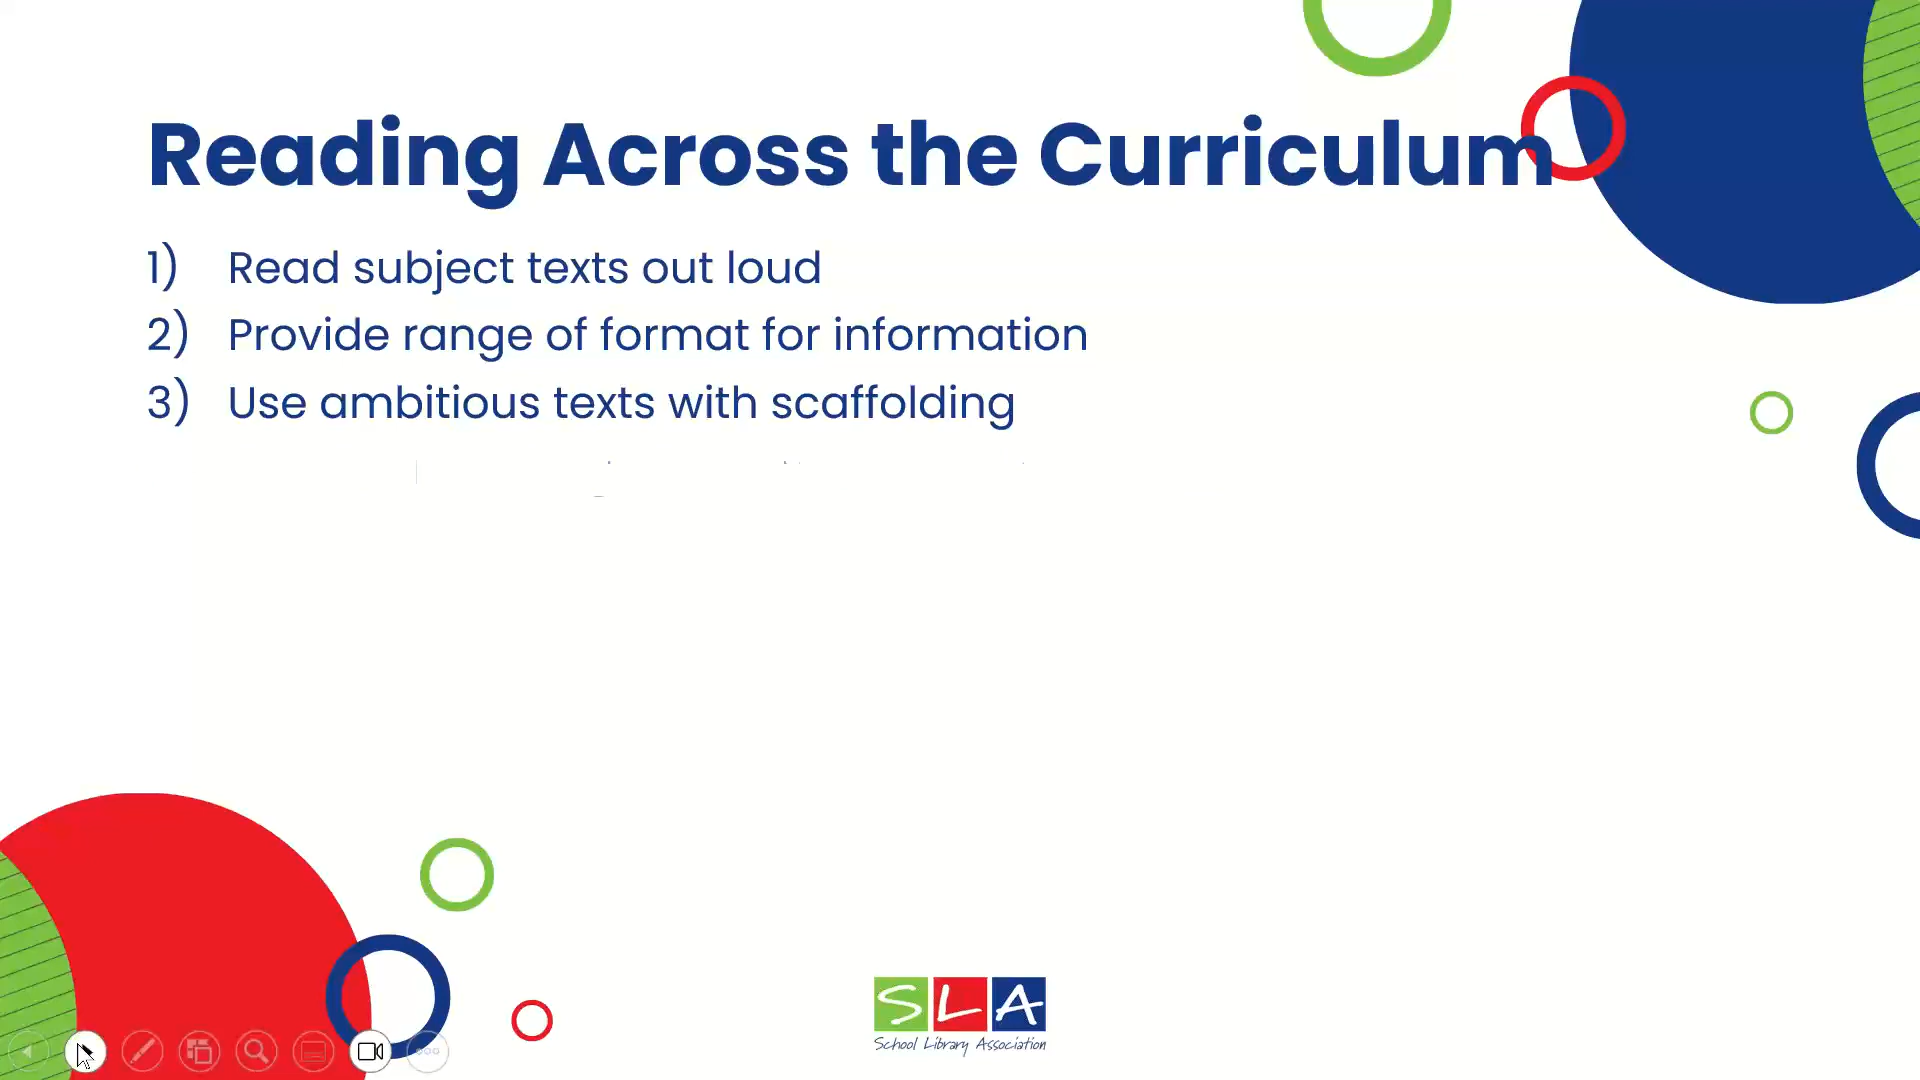 Reading Across the Curriculum
1) Read subject texts out loud
2) Provide range of format for information
3) Use ambitious texts with scaffolding
SLA
School Library Association